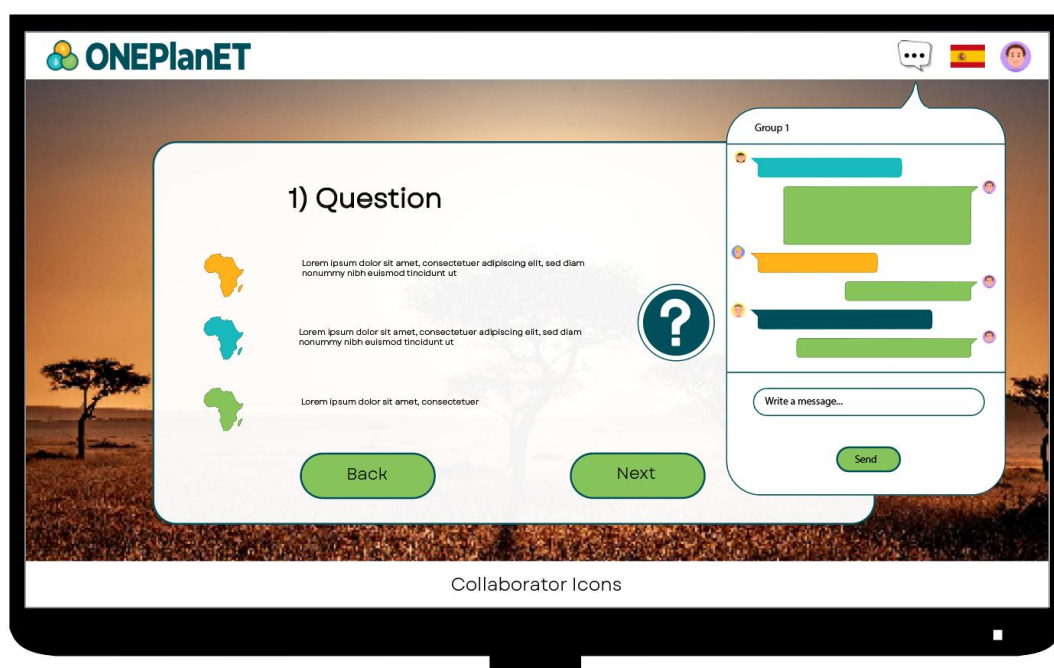 ONEPlanET
Group 1
1) Question
Lorem ipsum dolor sit amet, consectetuer adipiscing elit, sed diam
nonummy nibh euismod tincidunt ut
Lorem ipsum dolor sit amet, consectetuer adipiscing elit, sed diam
nonummy nibh euismod tincidunt ut
?
Lorem ipsum dolor sit amet, consectetuer
Write a message...
Back
Next
Send
Collaborator Icons